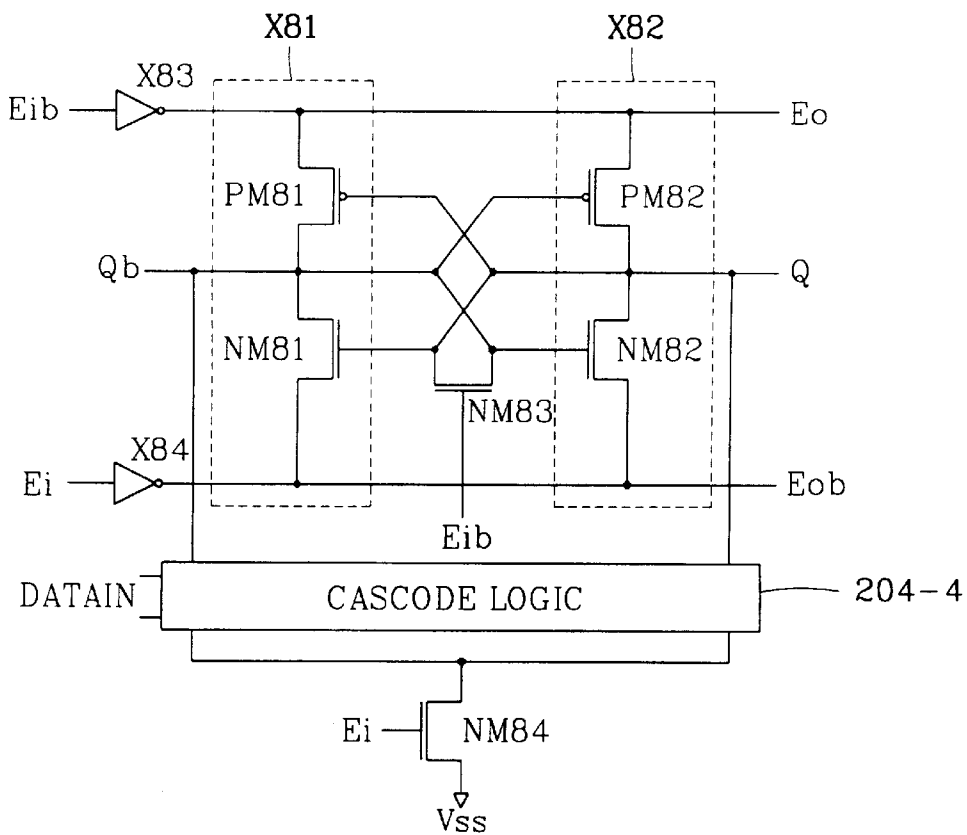 X81 X82
X83
Eib Eo
PM81 PM82
Qb Q
NM81 NM82
NM83
X84
Ei Eob
Eib
DATAIN CASCODE LOGIC 204-4
Ei NM84
Vss